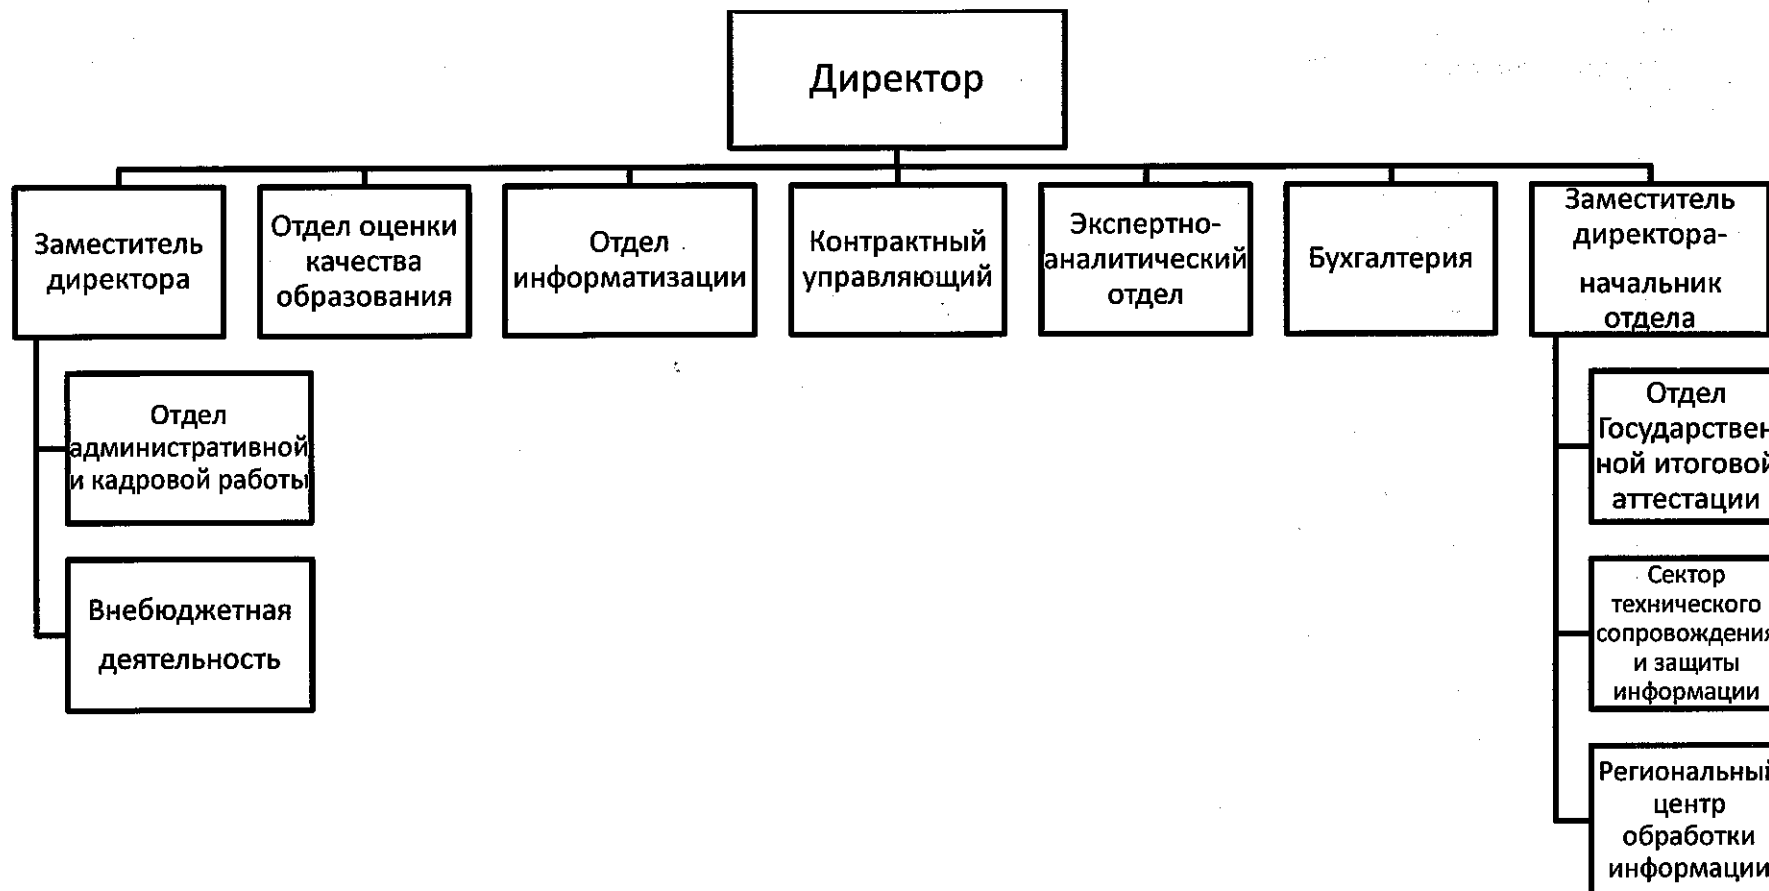 Директор
Заместитель
директора
Отдел оценки
качества
образования
Отдел
информатизации
Контрактный
управляющий
Экспертно-
аналитический
отдел
Бухгалтерия
Заместитель
директора-
начальник
отдела
Отдел
административной
и кадровой работы
Внебюджетная
деятельность
Отдел
Государствен
ной итоговой
аттестации
Сектор
технического
сопровождения
и защиты
информации
Региональный
центр
обработки
информации